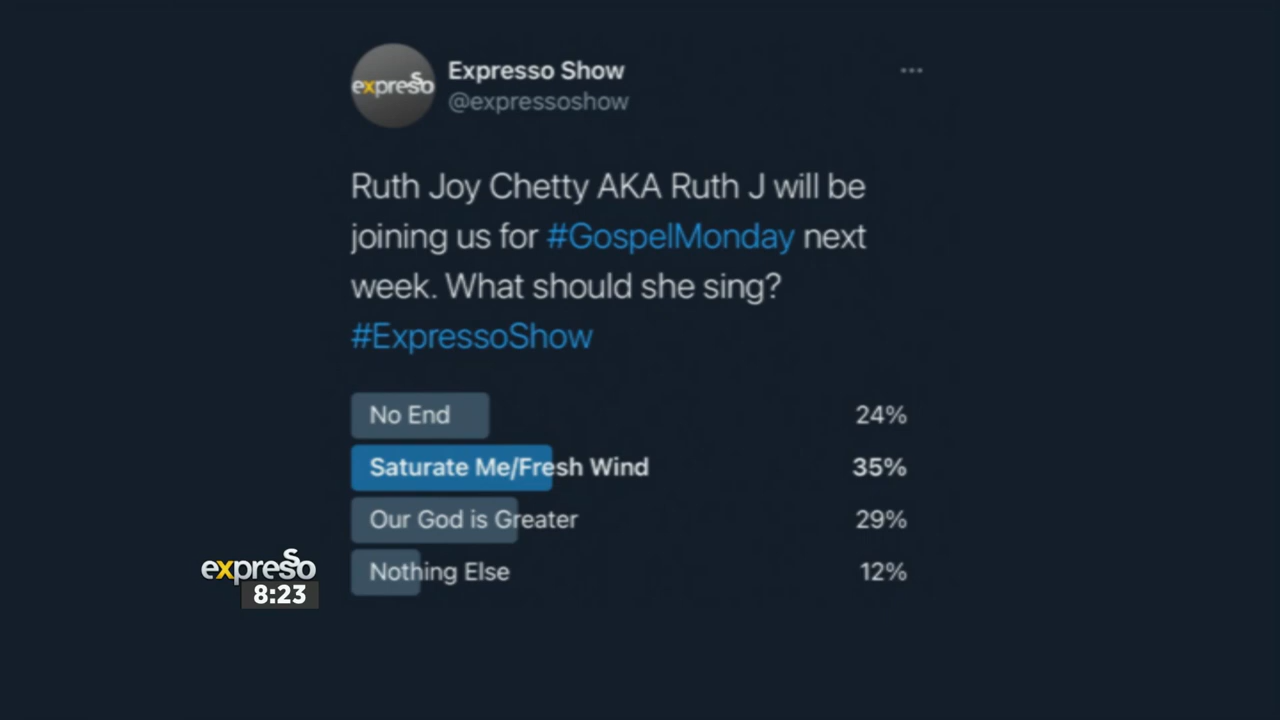 expresso
Expresso Show
@expressoshow
Ruth Joy Chetty AKA Ruth J will be
joining us for #GospelMonday next
week. What should she sing?
#ExpressoShow
No End 24%
Saturate Me/Fresh Wind 35%
Our God is Greater 29%
Nothing Else 12%
expresso
8:23